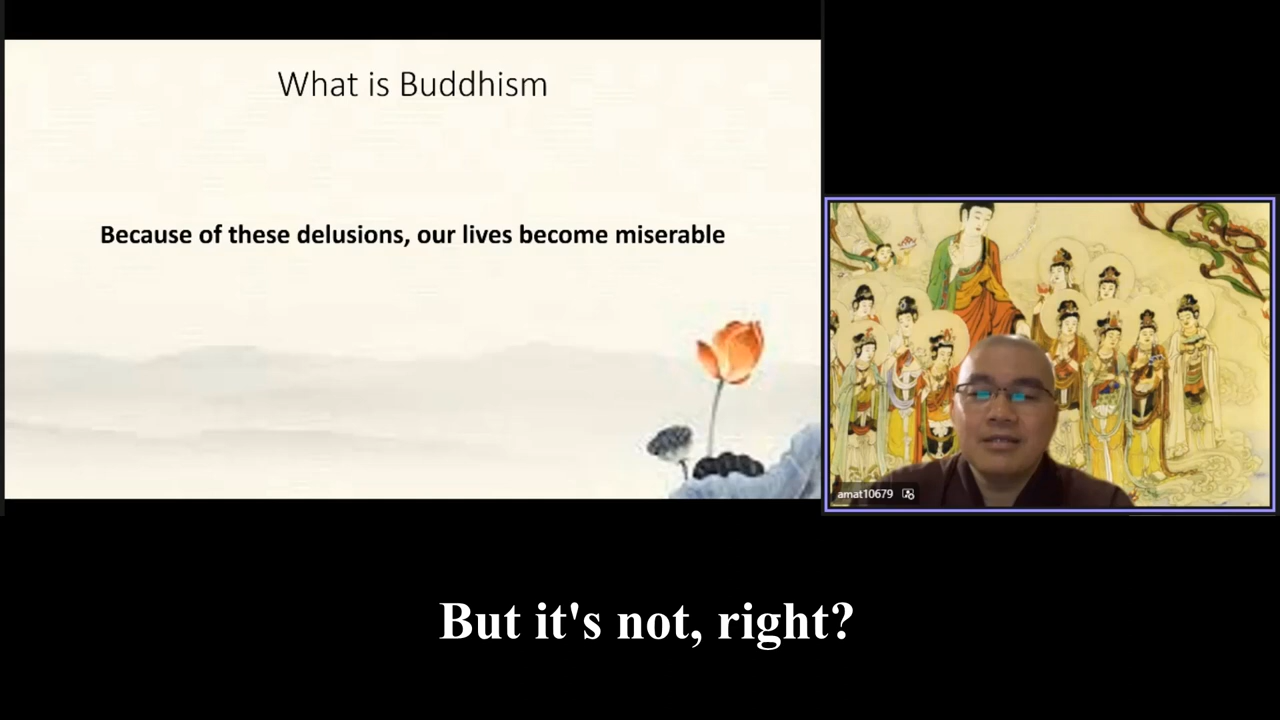 What is Buddhism
Because of these delusions, our lives become miserable
amat10679
But it's not, right?